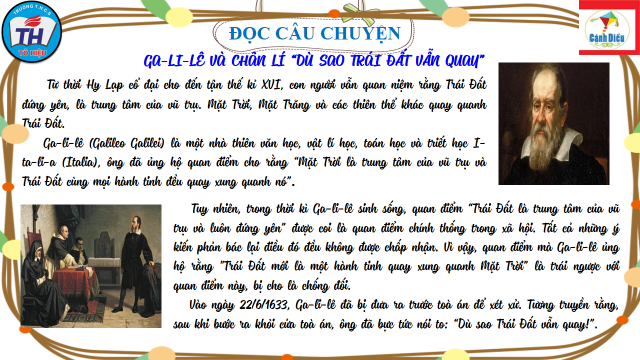 TRƯỜNG T.H.C.S
TH
TỐ HIỆU
ĐỌC CÂU CHUYỆN
Cánh Diều
GA-LI-LÊ VÀ CHÂN LÍ “DÙ SAO TRÁI ĐẤT VẪN QUAY”
Từ thời Hy Lạp cổ đại cho đến tận thế kỉ XVI, con người vẫn quan niệm rằng Trái Đất
đứng yên, là trung tâm của vũ trụ. Mặt Trời, Mặt Trăng và các thiên thể khác quay quanh
Trái Đất.
Ga-li-lê (Galileo Galilei) là một nhà thiên văn học, vật lí học, toán học và triết học I-
ta-li-a (Italia), ông đã ủng hộ quan điểm cho rằng “Mặt Trời là trung tâm của vũ trụ và
Trái Đất cùng mọi hành tinh đều quay xung quanh nó”.
Tuy nhiên, trong thời kì Ga-li-lê sinh sống, quan điểm “Trái Đất là trung tâm của vũ
trụ và luôn đứng yên” được coi là quan điểm chính thống trong xã hội. Tất cả những ý
kiến phản bác lại điều đó đều không được chấp nhận. Vì vậy, quan điểm mà Ga-li-lê ủng
hộ rằng "Trái Đất mới là một hành tinh quay xung quanh Mặt Trời" là trái ngược với
quan điểm này, bị cho là chống đối.
Vào ngày 22/6/1633, Ga-li-lê đã bị đưa ra trước toà án để xét xử. Tương truyền rằng,
sau khi bước ra khỏi cửa toà án, ông đã bực tức nói to: “Dù sao Trái Đất vẫn quay!”.